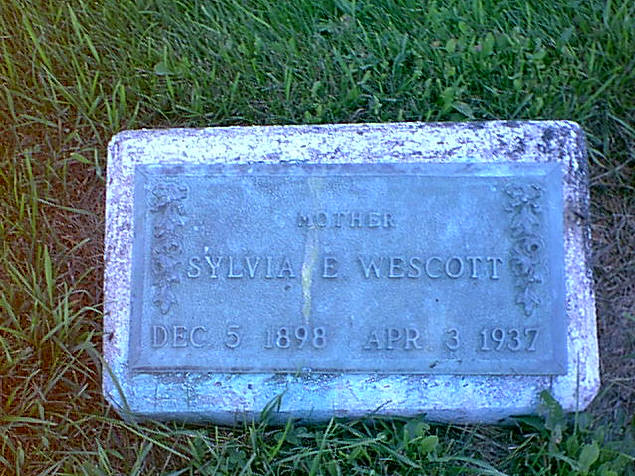 MOTHER
SYLVIA E. WESCOTT
DEC. 5 1898 APR. 3 1937